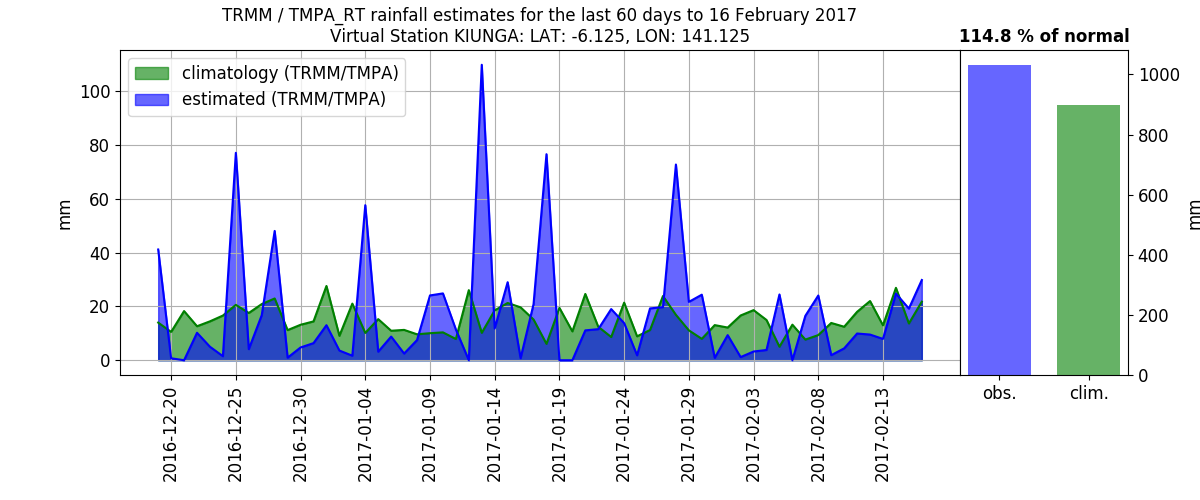 TRMM / TMPA_RT rainfall estimates for the last 60 days to 16 February 2017
Virtual Station KIUNGA: LAT: -6.125, LON: 141.125
114.8 % of normal
climatology (TRMM/TMPA)
estimated (TRMM/TMPA)
mm
100
80
60
40
20
0
2016-12-20
2016-12-25
2016-12-30
2017-01-04
2017-01-09
2017-01-14
2017-01-19
2017-01-24
2017-01-29
2017-02-03
2017-02-08
2017-02-13
1000
800
600
400
200
0
mm
obs.
clim.